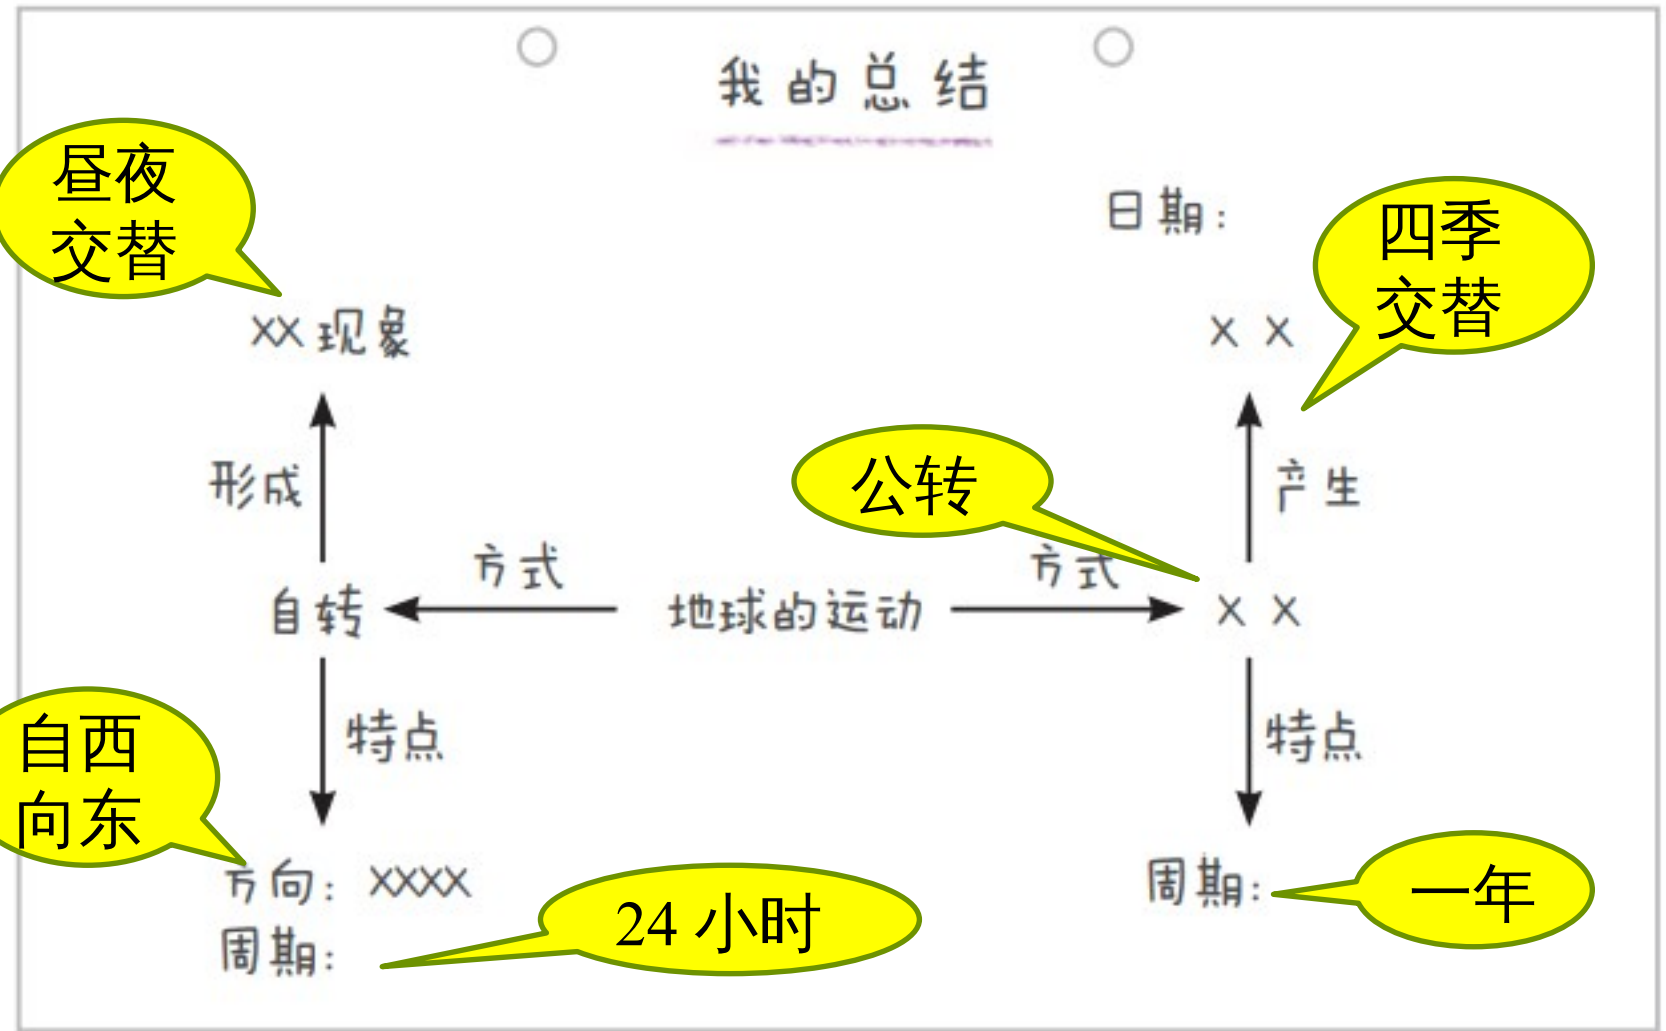 我的总结
日期：
昼夜
交替
四季
交替
XX现象
X X
形成
公转
产生
方式
方式
自转
地球的运动
X X
自西
向东
特点
特点
方向：XXXX
周期：
24 小时
周期：
一年